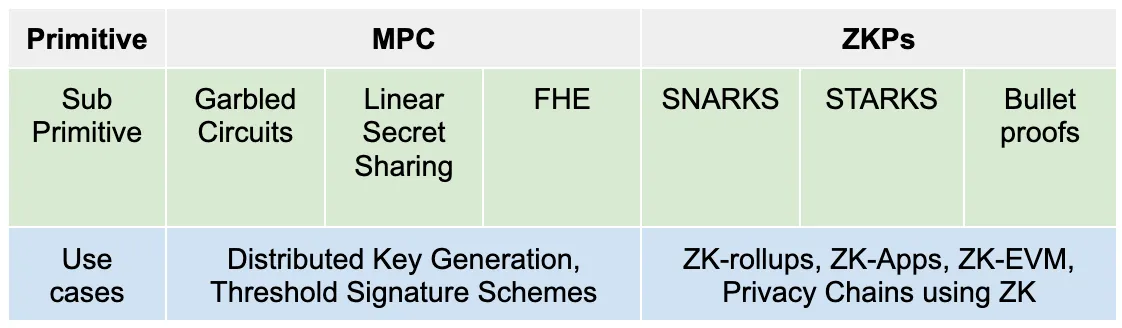 Primitive MPC ZKPs
Sub Primitive
Garbled Circuits
Linear Secret Sharing
FHE
SNARKS
STARKS
Bullet proofs
Use cases
Distributed Key Generation,
Threshold Signature Schemes
ZK-rollups, ZK-Apps, ZK-EVM,
Privacy Chains using ZK